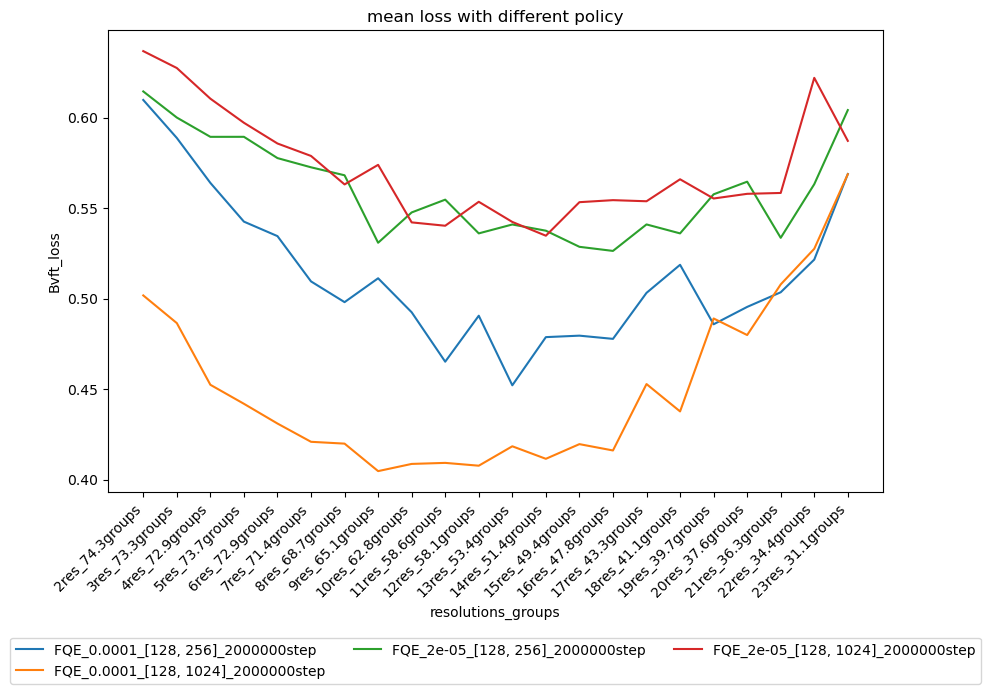 mean loss with different policy
Bvft_loss
0.60
0.55
0.50
0.45
0.40
2res_74.3groups
3res_73.3groups
4res_72.9groups
5res_73.7groups
6res_72.9groups
7res_71.4groups
8res_68.7groups
9res_65.1groups
10res_62.8groups
11res_58.6groups
12res_58.1groups
13res_53.4groups
14res_51.4groups
15res_49.4groups
16res_47.8groups
17res_43.3groups
18res_41.1groups
19res_39.7groups
20res_37.6groups
21res_36.3groups
22res_34.4groups
23res_31.1groups
resolutions_groups
FQE_0.0001_[128, 256]_2000000step
FQE_0.0001_[128, 1024]_2000000step
FQE_2e-05_[128, 256]_2000000step
FQE_2e-05_[128, 1024]_2000000step